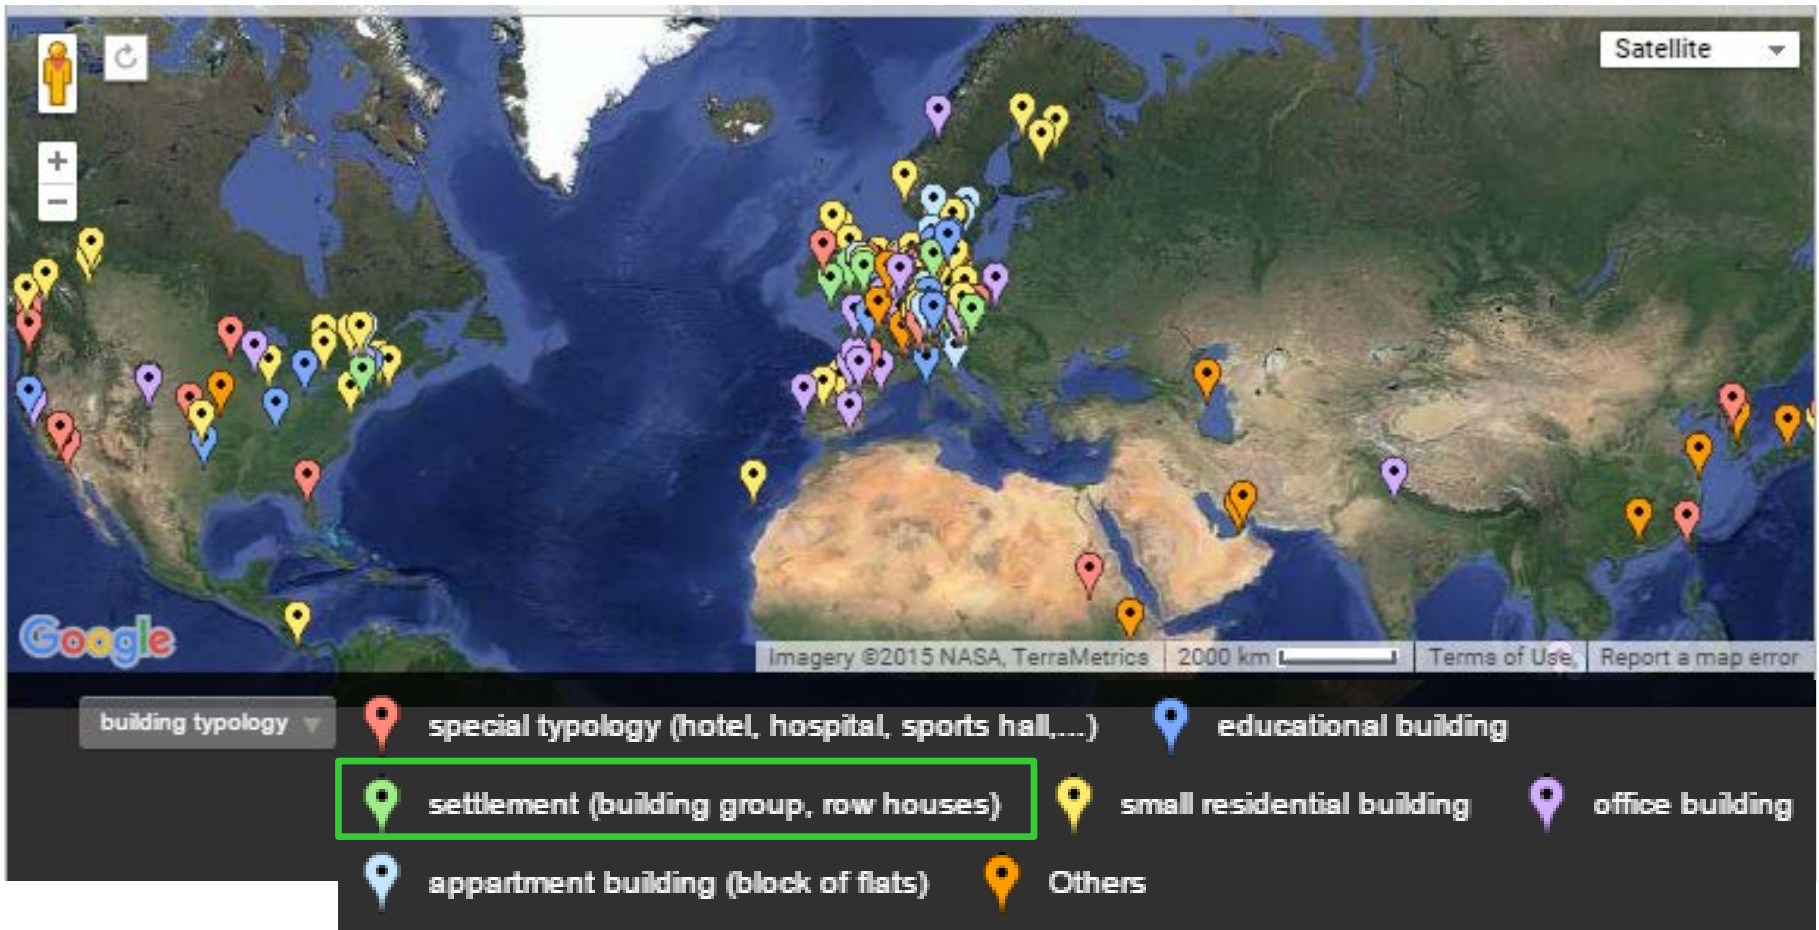 Satellite
+
−
Google
Imagery ©2015 NASA, TerraMetrics
2000 km
Terms of Use
Report a map error
building typology
special typology (hotel, hospital, sports hall,...)
educational building
settlement (building group, row houses)
small residential building
office building
appartment building (block of flats)
Others